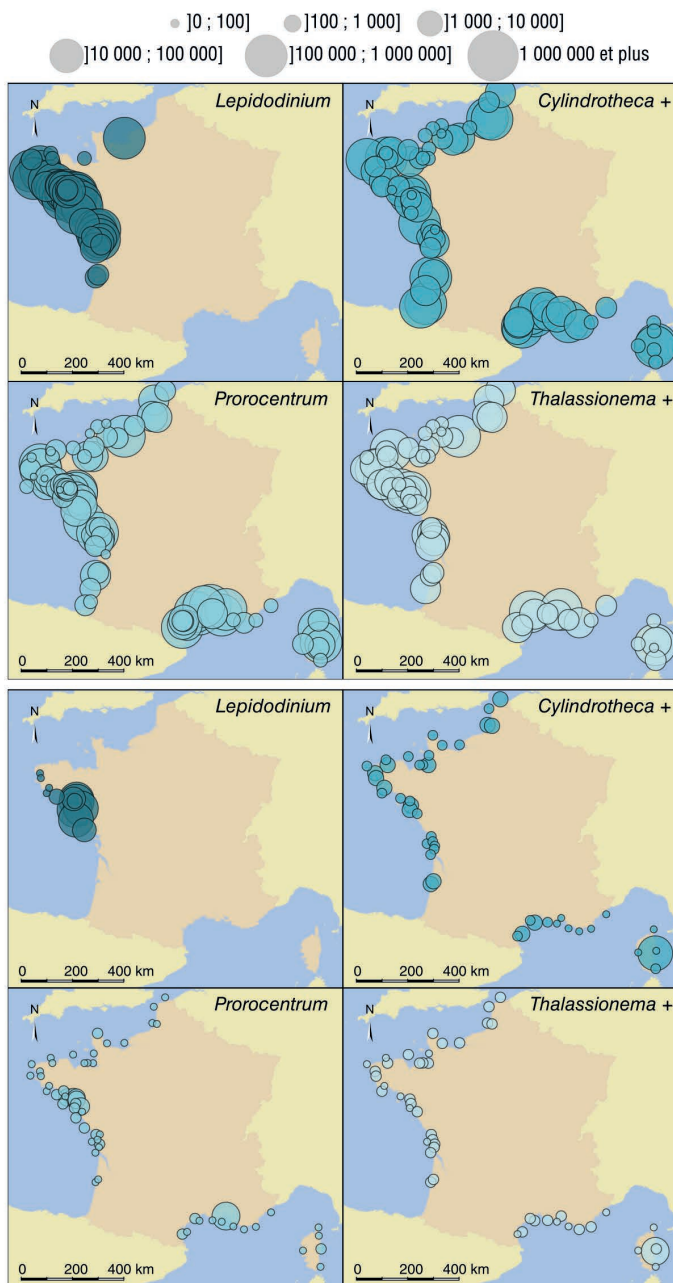 ]0 ; 100] ]100 ; 1 000] ]1 000 ; 10 000]
]10 000 ; 100 000] ]100 000 ; 1 000 000] 1 000 000 et plus
N Lepidodinium
0 200 400 km
N Cylindrotheca +
0 200 400 km
N Prorocentrum
0 200 400 km
N Thalassionema +
0 200 400 km
N Lepidodinium
0 200 400 km
N Cylindrotheca +
0 200 400 km
N Prorocentrum
0 200 400 km
N Thalassionema +
0 200 400 km